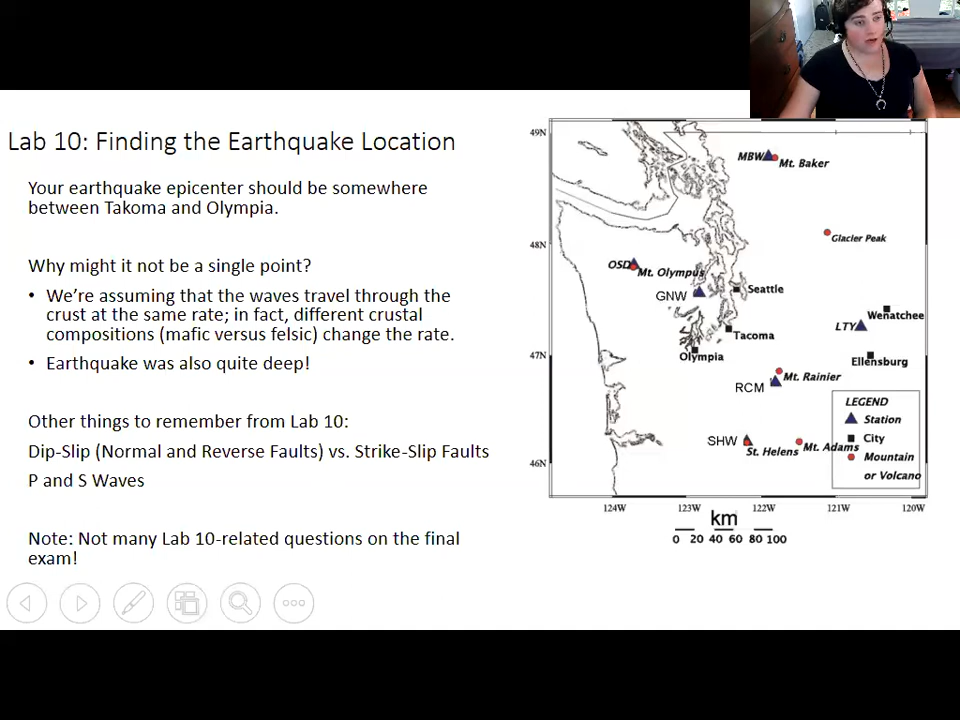 Lab 10: Finding the Earthquake Location
Your earthquake epicenter should be somewhere
between Takoma and Olympia.
Why might it not be a single point?
• We're assuming that the waves travel through the
crust at the same rate; in fact, different crustal
compositions (mafic versus felsic) change the rate.
• Earthquake was also quite deep!
Other things to remember from Lab 10:
Dip-Slip (Normal and Reverse Faults) vs. Strike-Slip Faults
P and S Waves
Note: Not many Lab 10-related questions on the final
exam!
49N
MBW
Mt. Baker
48N
Glacier Peak
OSD
Mt. Olympus
GNW
Seattle
Wenatchee
LTY
Tacoma
47N
Olympia
Ellensburg
Mt. Rainier
RCM
LEGEND
Station
City
Mountain
or Volcano
SHW
St. Helens
Mt. Adams
46N
124W 123W 122W 121W 120W
km
0 20 40 60 80 100